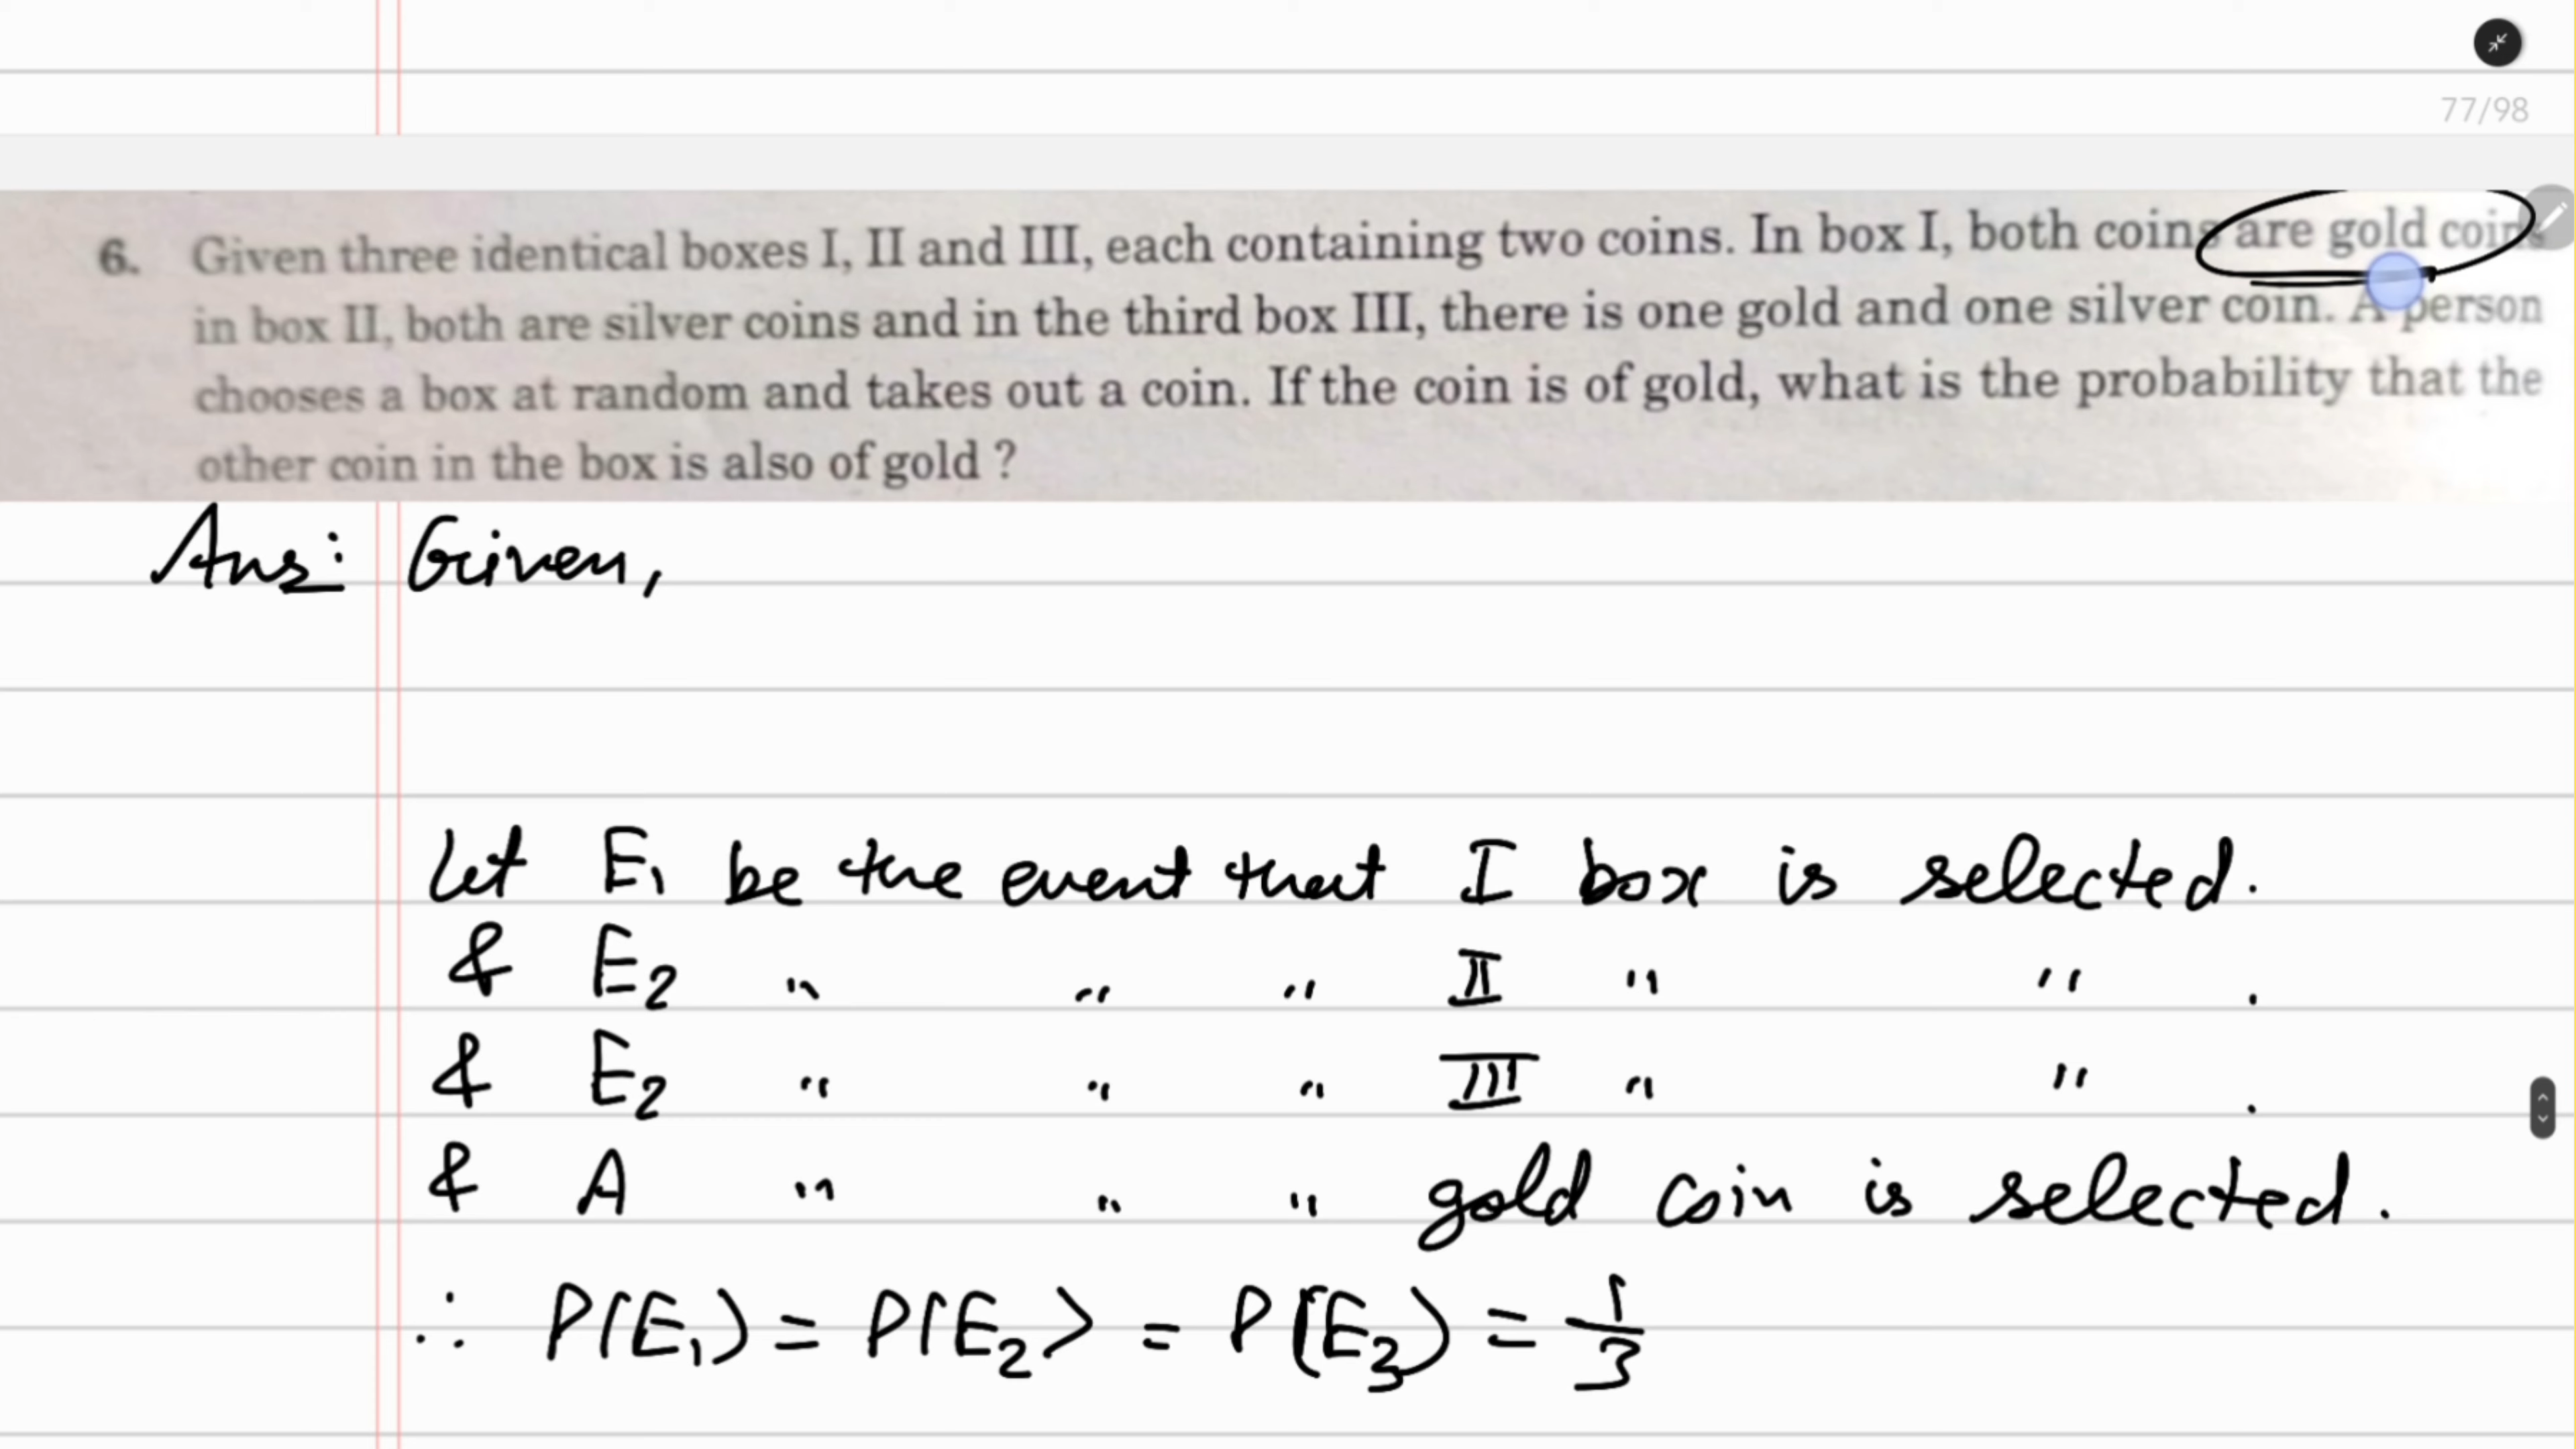 77/98
6. Given three identical boxes I, II and III, each containing two coins. In box I, both coins are gold coins
in box II, both are silver coins and in the third box III, there is one gold and one silver coin. A person
chooses a box at random and takes out a coin. If the coin is of gold, what is the probability that the
other coin in the box is also of gold ?
Ans: Given,
Let E₁ be the event that I box is selected.
& E₂ " " " II " " .
& E₂ " " " III " " .
& A " " " gold coin is selected.
∴ P(E₁) = P(E₂) = P(E₃) = 1/3